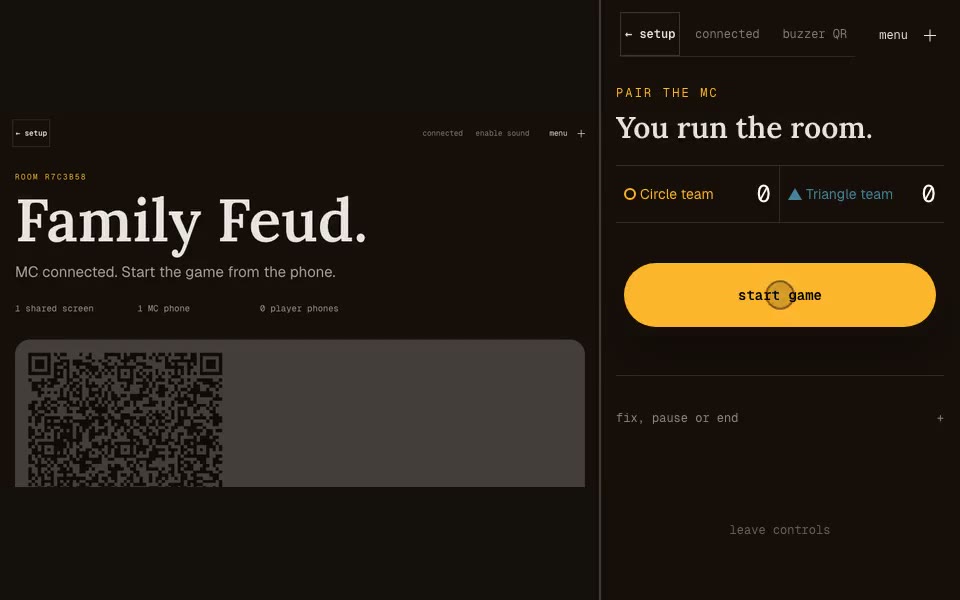 ← setup
connected
enable sound
menu +
ROOM R7C3B58
Family Feud.
MC connected. Start the game from the phone.
1 shared screen
1 MC phone
0 player phones
← setup
connected
buzzer QR
menu +
PAIR THE MC
You run the room.
Circle team 0
Triangle team 0
start game
fix, pause or end +
leave controls